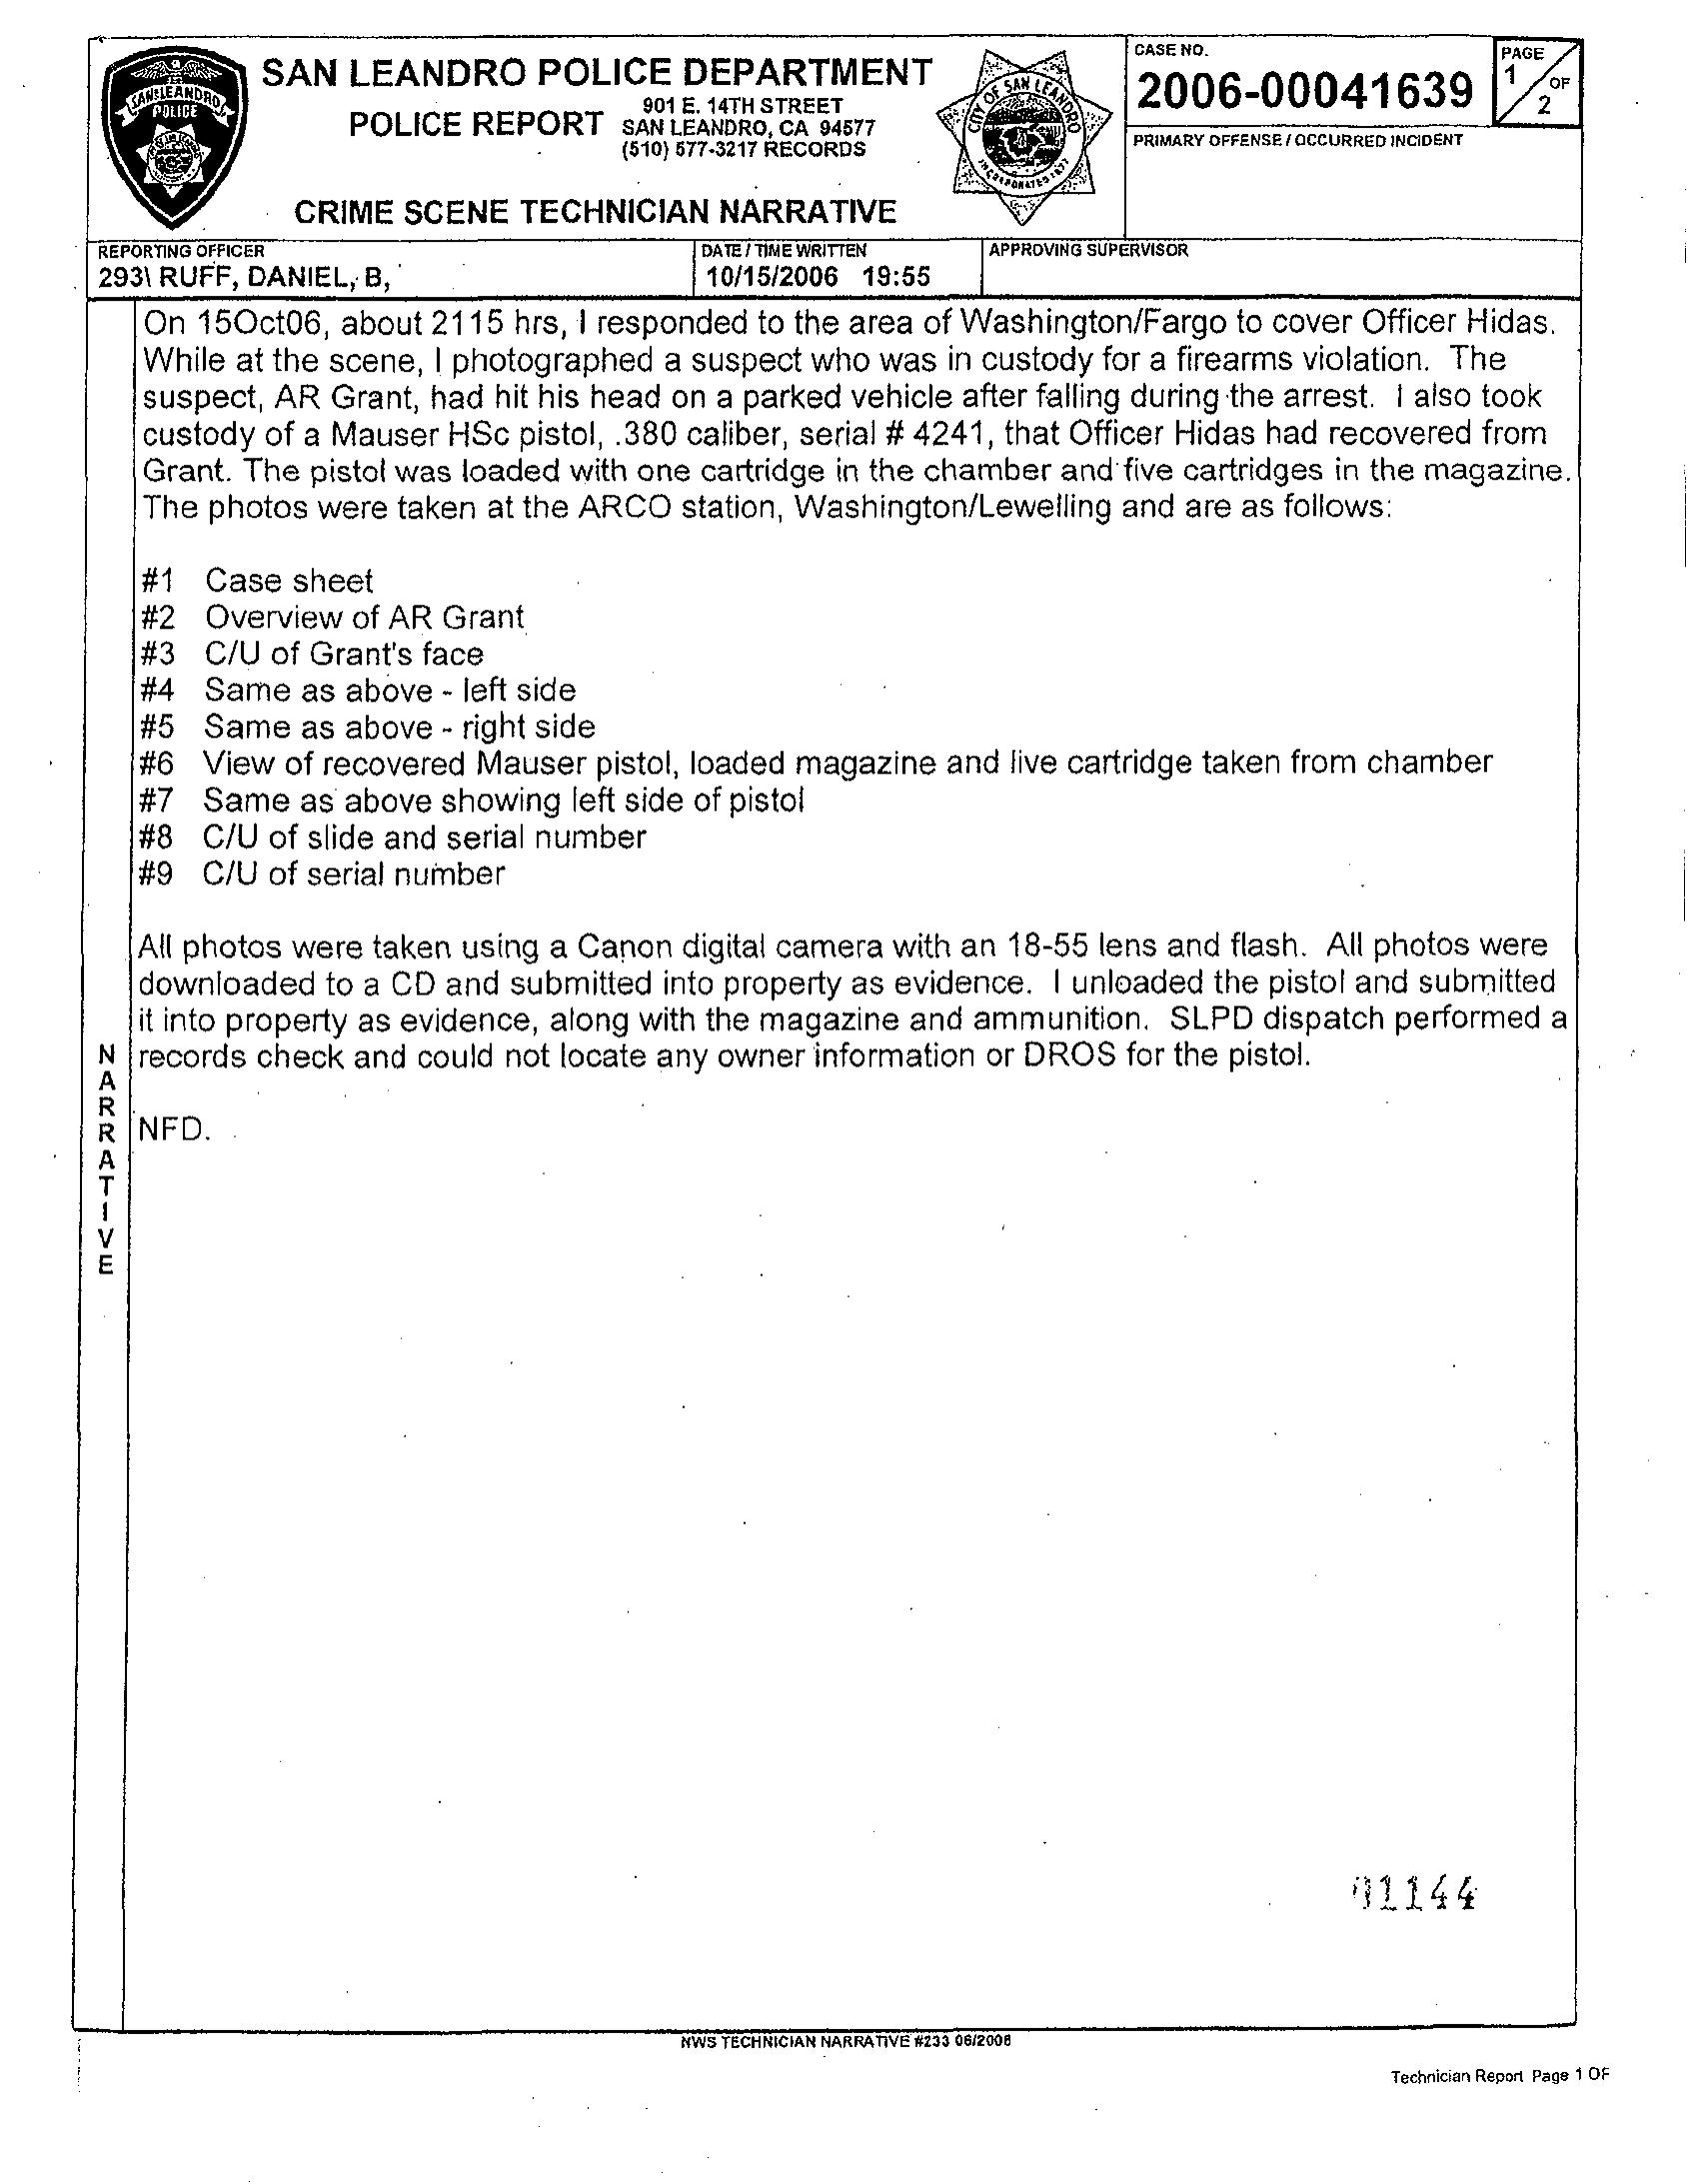 SAN LEANDRO POLICE
SAN LEANDRO POLICE DEPARTMENT
POLICE REPORT
901 E. 14TH STREET
SAN LEANDRO, CA 94577
(510) 577-3217 RECORDS
CRIME SCENE TECHNICIAN NARRATIVE
CITY OF SAN LEANDRO
INCORPORATED 1872
CASE NO.
2006-00041639
PAGE
1 OF 2
PRIMARY OFFENSE / OCCURRED INCIDENT
REPORTING OFFICER
293\ RUFF, DANIEL, B,
DATE / TIME WRITTEN
10/15/2006 19:55
APPROVING SUPERVISOR
On 15Oct06, about 2115 hrs, I responded to the area of Washington/Fargo to cover Officer Hidas.
While at the scene, I photographed a suspect who was in custody for a firearms violation. The
suspect, AR Grant, had hit his head on a parked vehicle after falling during the arrest. I also took
custody of a Mauser HSc pistol, .380 caliber, serial # 4241, that Officer Hidas had recovered from
Grant. The pistol was loaded with one cartridge in the chamber and five cartridges in the magazine.
The photos were taken at the ARCO station, Washington/Lewelling and are as follows:
#1 Case sheet
#2 Overview of AR Grant
#3 C/U of Grant's face
#4 Same as above - left side
#5 Same as above - right side
#6 View of recovered Mauser pistol, loaded magazine and live cartridge taken from chamber
#7 Same as above showing left side of pistol
#8 C/U of slide and serial number
#9 C/U of serial number
All photos were taken using a Canon digital camera with an 18-55 lens and flash. All photos were
downloaded to a CD and submitted into property as evidence. I unloaded the pistol and submitted
it into property as evidence, along with the magazine and ammunition. SLPD dispatch performed a
records check and could not locate any owner information or DROS for the pistol.
NFD.
NARRATIVE
01144
NWS TECHNICIAN NARRATIVE #233 06/2006
Technician Report Page 1 OF